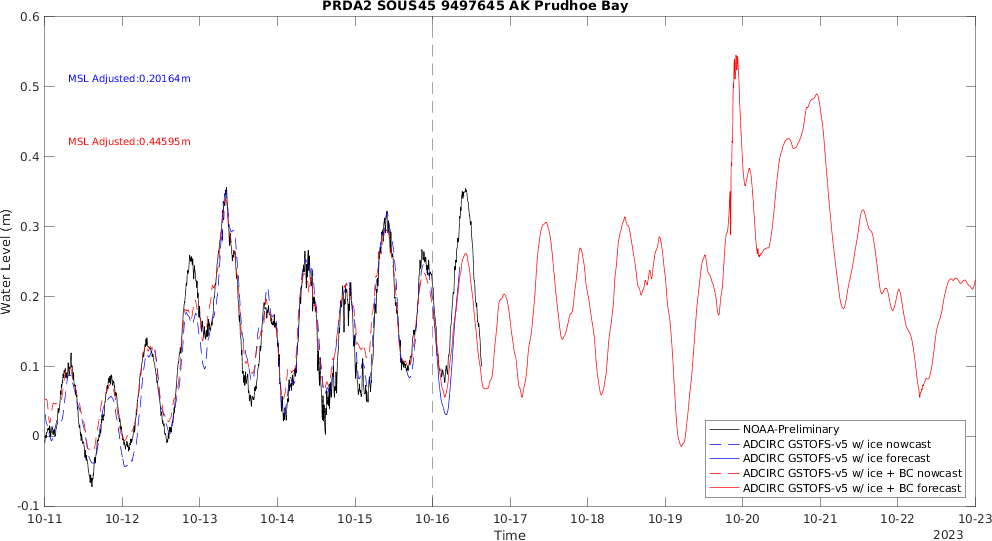 PRDA2 SOUS45 9497645 AK Prudhoe Bay
0.6
0.5
0.4
0.3
0.2
0.1
0
-0.1
Water Level (m)
MSL Adjusted:0.20164m
MSL Adjusted:0.44595m
NOAA-Preliminary
ADCIRC GSTOFS-v5 w/ ice nowcast
ADCIRC GSTOFS-v5 w/ ice forecast
ADCIRC GSTOFS-v5 w/ ice + BC nowcast
ADCIRC GSTOFS-v5 w/ ice + BC forecast
10-11 10-12 10-13 10-14 10-15 10-16 10-17 10-18 10-19 10-20 10-21 10-22 10-23
Time
2023